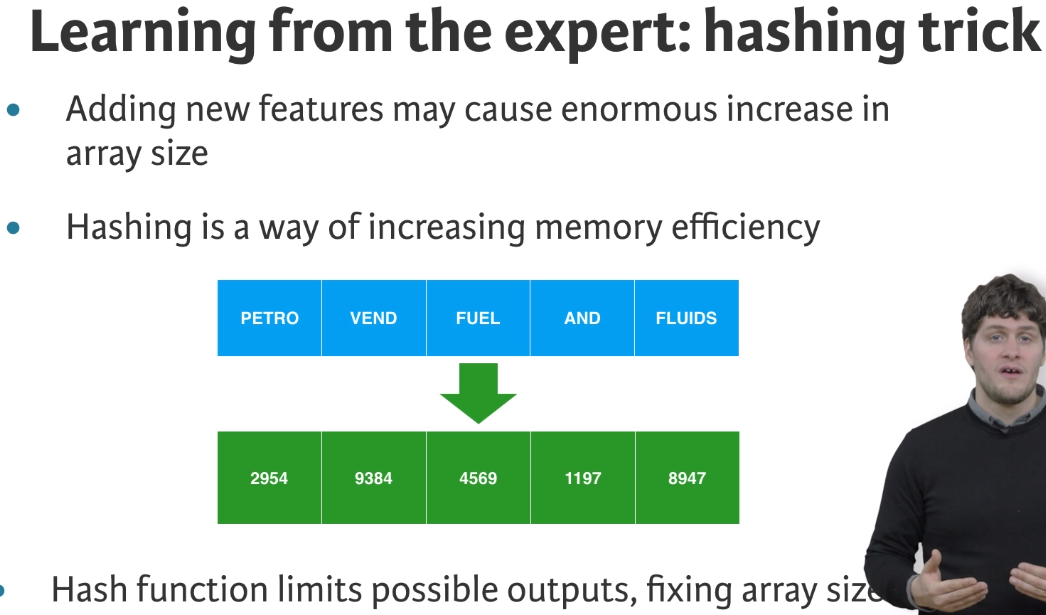 Learning from the expert: hashing trick
Adding new features may cause enormous increase in
array size
Hashing is a way of increasing memory efficiency
PETRO VEND FUEL AND FLUIDS
2954 9384 4569 1197 8947
Hash function limits possible outputs, fixing array size